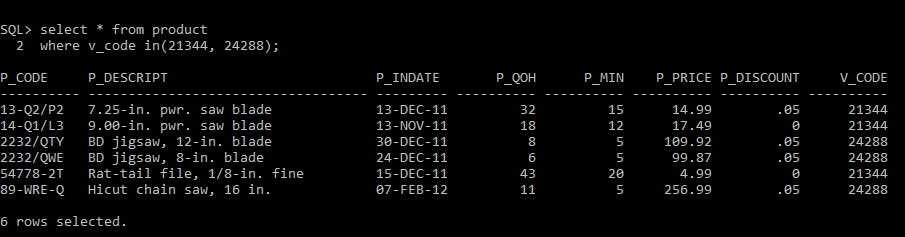 SQL> select * from product
  2  where v_code in(21344, 24288);
P_CODE     P_DESCRIPT                          P_INDATE       P_QOH      P_MIN    P_PRICE P_DISCOUNT     V_CODE
---------- ----------------------------------- --------- ---------- ---------- ---------- ---------- ----------
13-Q2/P2   7.25-in. pwr. saw blade             13-DEC-11         32         15      14.99        .05      21344
14-Q1/L3   9.00-in. pwr. saw blade             13-NOV-11         18         12      17.49          0      21344
2232/QTY   BD jigsaw, 12-in. blade             30-DEC-11          8          5     109.92        .05      24288
2232/QWE   BD jigsaw, 8-in. blade              24-DEC-11          6          5      99.87        .05      24288
54778-2T   Rat-tail file, 1/8-in. fine         15-DEC-11         43         20       4.99          0      21344
89-WRE-Q   Hicut chain saw, 16 in.             07-FEB-12         11          5     256.99        .05      24288
6 rows selected.